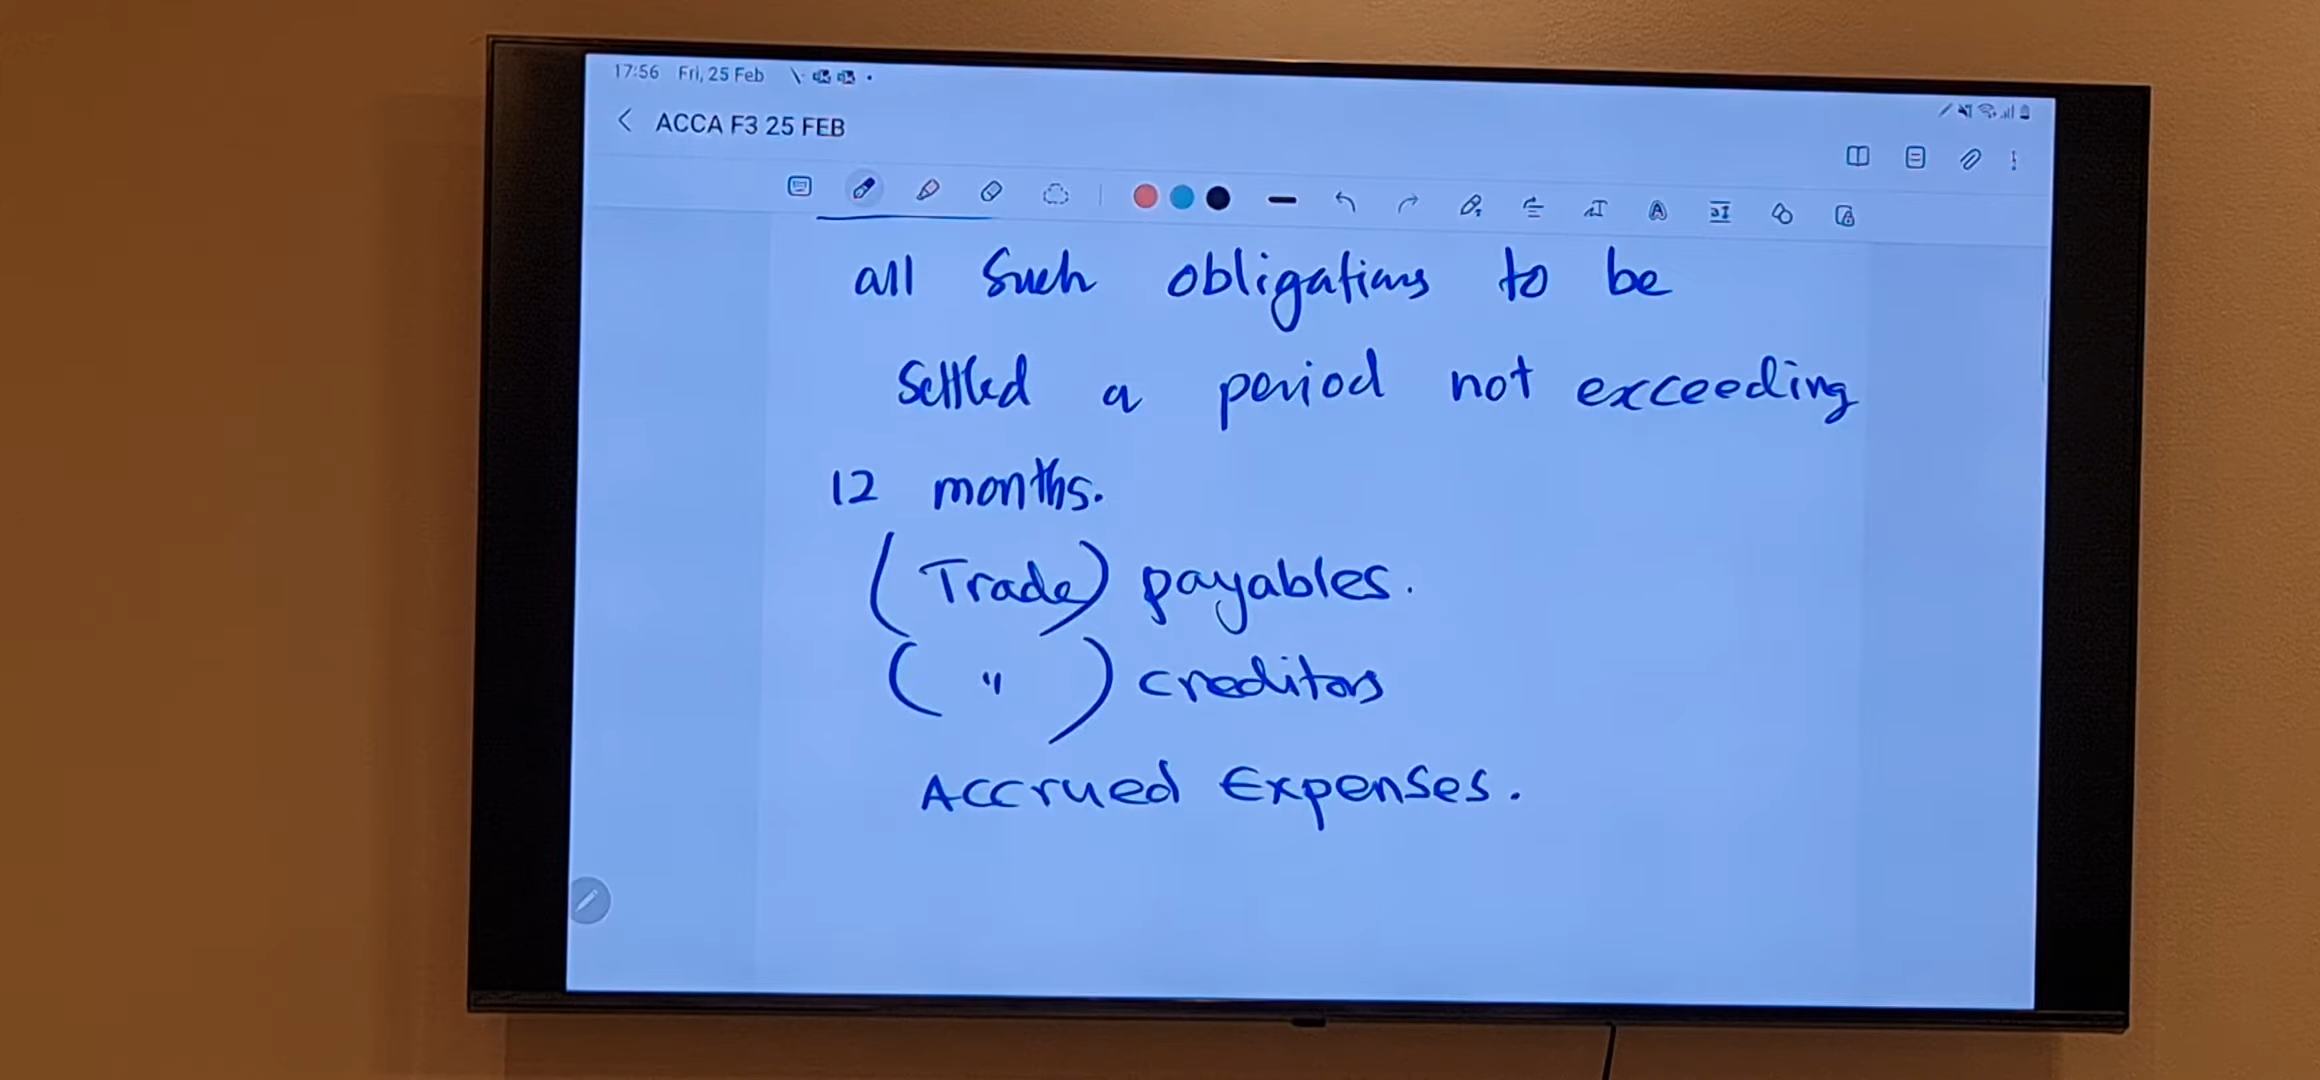 17:56 Fri, 25 Feb
ACCA F3 25 FEB
all such obligations to be
settled a period not exceeding
12 months.
(Trade) payables.
( " ) creditors
Accrued Expenses.